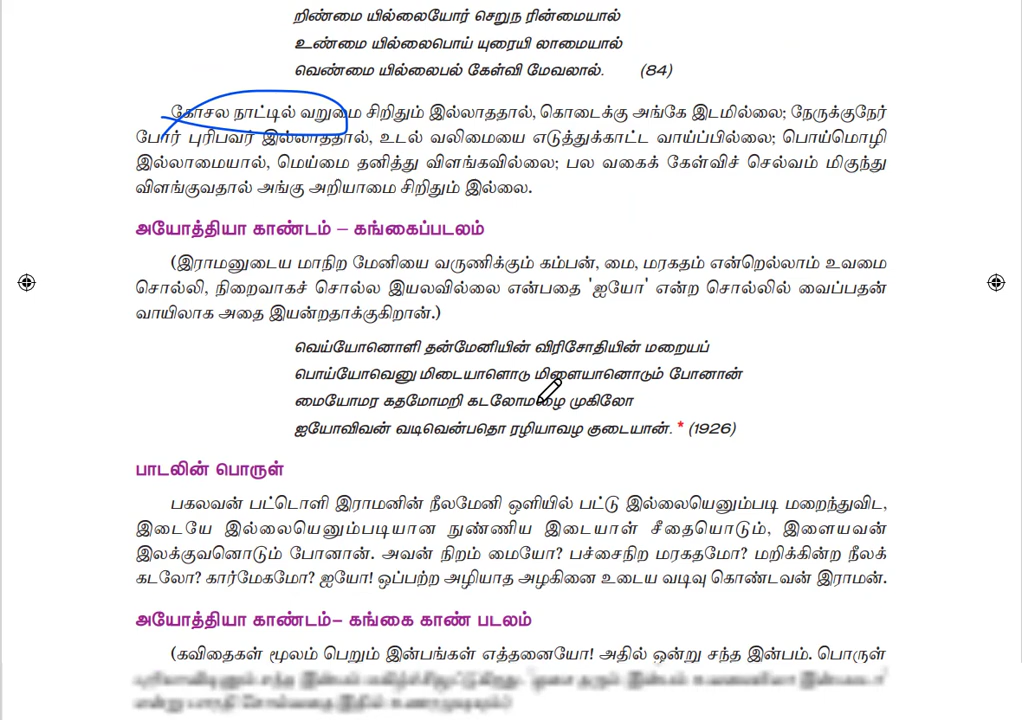 றிண்மை யில்லையோர் செறுந ரின்மையால்
உண்மை யில்லைபொய் யுரையி லாமையால்
வெண்மை யில்லைபல் கேள்வி மேவலால். (84)
கோசல நாட்டில் வறுமை சிறிதும் இல்லாததால், கொடைக்கு அங்கே இடமில்லை; நேருக்குநேர்
போர் புரிபவர் இல்லாததால், உடல் வலிமையை எடுத்துக்காட்ட வாய்ப்பில்லை; பொய்மொழி
இல்லாமையால், மெய்மை தனித்து விளங்கவில்லை; பல வகைக் கேள்விச் செல்வம் மிகுந்து
விளங்குவதால் அங்கு அறியாமை சிறிதும் இல்லை.
அயோத்தியா காண்டம் – கங்கைப்படலம்
(இராமனுடைய மாநிற மேனியை வருணிக்கும் கம்பன், மை, மரகதம் என்றெல்லாம் உவமை
சொல்லி, நிறைவாகச் சொல்ல இயலவில்லை என்பதை 'ஐயோ' என்ற சொல்லில் வைப்பதன்
வாயிலாக அதை இயன்றதாக்குகிறான்.)
வெய்யோனொளி தன்மேனியின் விரிசோதியின் மறையப்
பொய்யோவெனு மிடையாளொடு மிளையானொடும் போனான்
மையோமர கதமோமறி கடலோமழை முகிலோ
ஐயோவிவன் வடிவென்பதொ ரழியாவழ குடையான். * (1926)
பாடலின் பொருள்
பகலவன் பட்டொளி இராமனின் நீலமேனி ஒளியில் பட்டு இல்லையெனும்படி மறைந்துவிட,
இடையே இல்லையெனும்படியான நுண்ணிய இடையாள் சீதையொடும், இளையவன்
இலக்குவனொடும் போனான். அவன் நிறம் மையோ? பச்சைநிற மரகதமோ? மறிக்கின்ற நீலக்
கடலோ? கார்மேகமோ? ஐயோ! ஒப்பற்ற அழியாத அழகினை உடைய வடிவு கொண்டவன் இராமன்.
அயோத்தியா காண்டம்– கங்கை காண் படலம்
(கவிதைகள் மூலம் பெறும் இன்பங்கள் எத்தனையோ! அதில் ஒன்று சந்த இன்பம். பொருள்